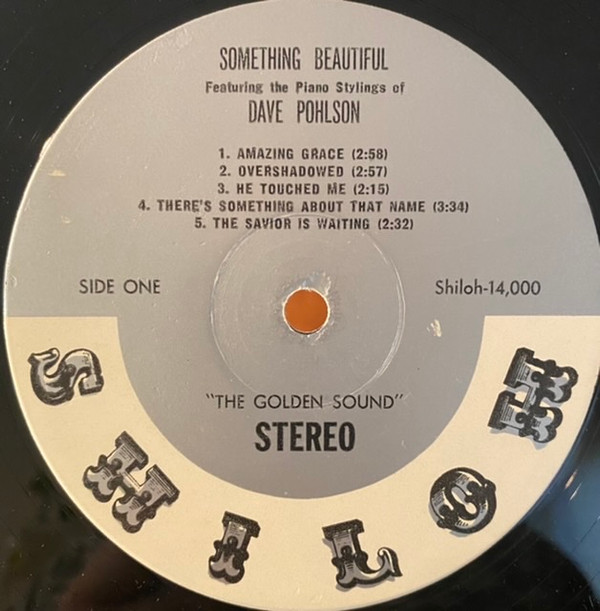 SOMETHING BEAUTIFUL
Featuring the Piano Stylings of
DAVE POHLSON
1. AMAZING GRACE (2:58)
2. OVERSHADOWED (2:57)
3. HE TOUCHED ME (2:15)
4. THERE'S SOMETHING ABOUT THAT NAME (3:34)
5. THE SAVIOR IS WAITING (2:32)
SIDE ONE
Shiloh-14,000
"THE GOLDEN SOUND"
STEREO
SHILOH